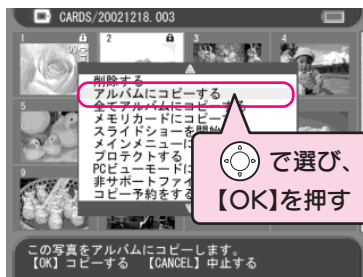 CARDS/20021218. 003
1
2
3
4
削除する
アルバムにコピーする
全てアルバムにコピーする
メモリカードにコピー
スライドショーを開始
メインメニューに
プロテクトする
PCビューモードに
非サポートファイ
コピー予約をする
5
9
で選び、
【OK】を押す
この写真をアルバムにコピーします。
【OK】コピーする 【CANCEL】中止する